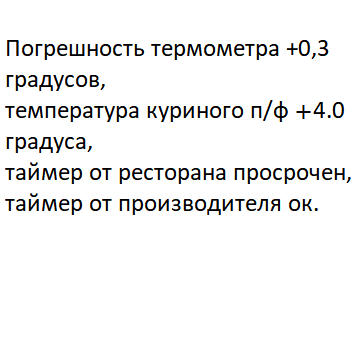 Погрешность термометра +0,3
градусов,
температура куриного п/ф +4.0
градуса,
таймер от ресторана просрочен,
таймер от производителя ок.